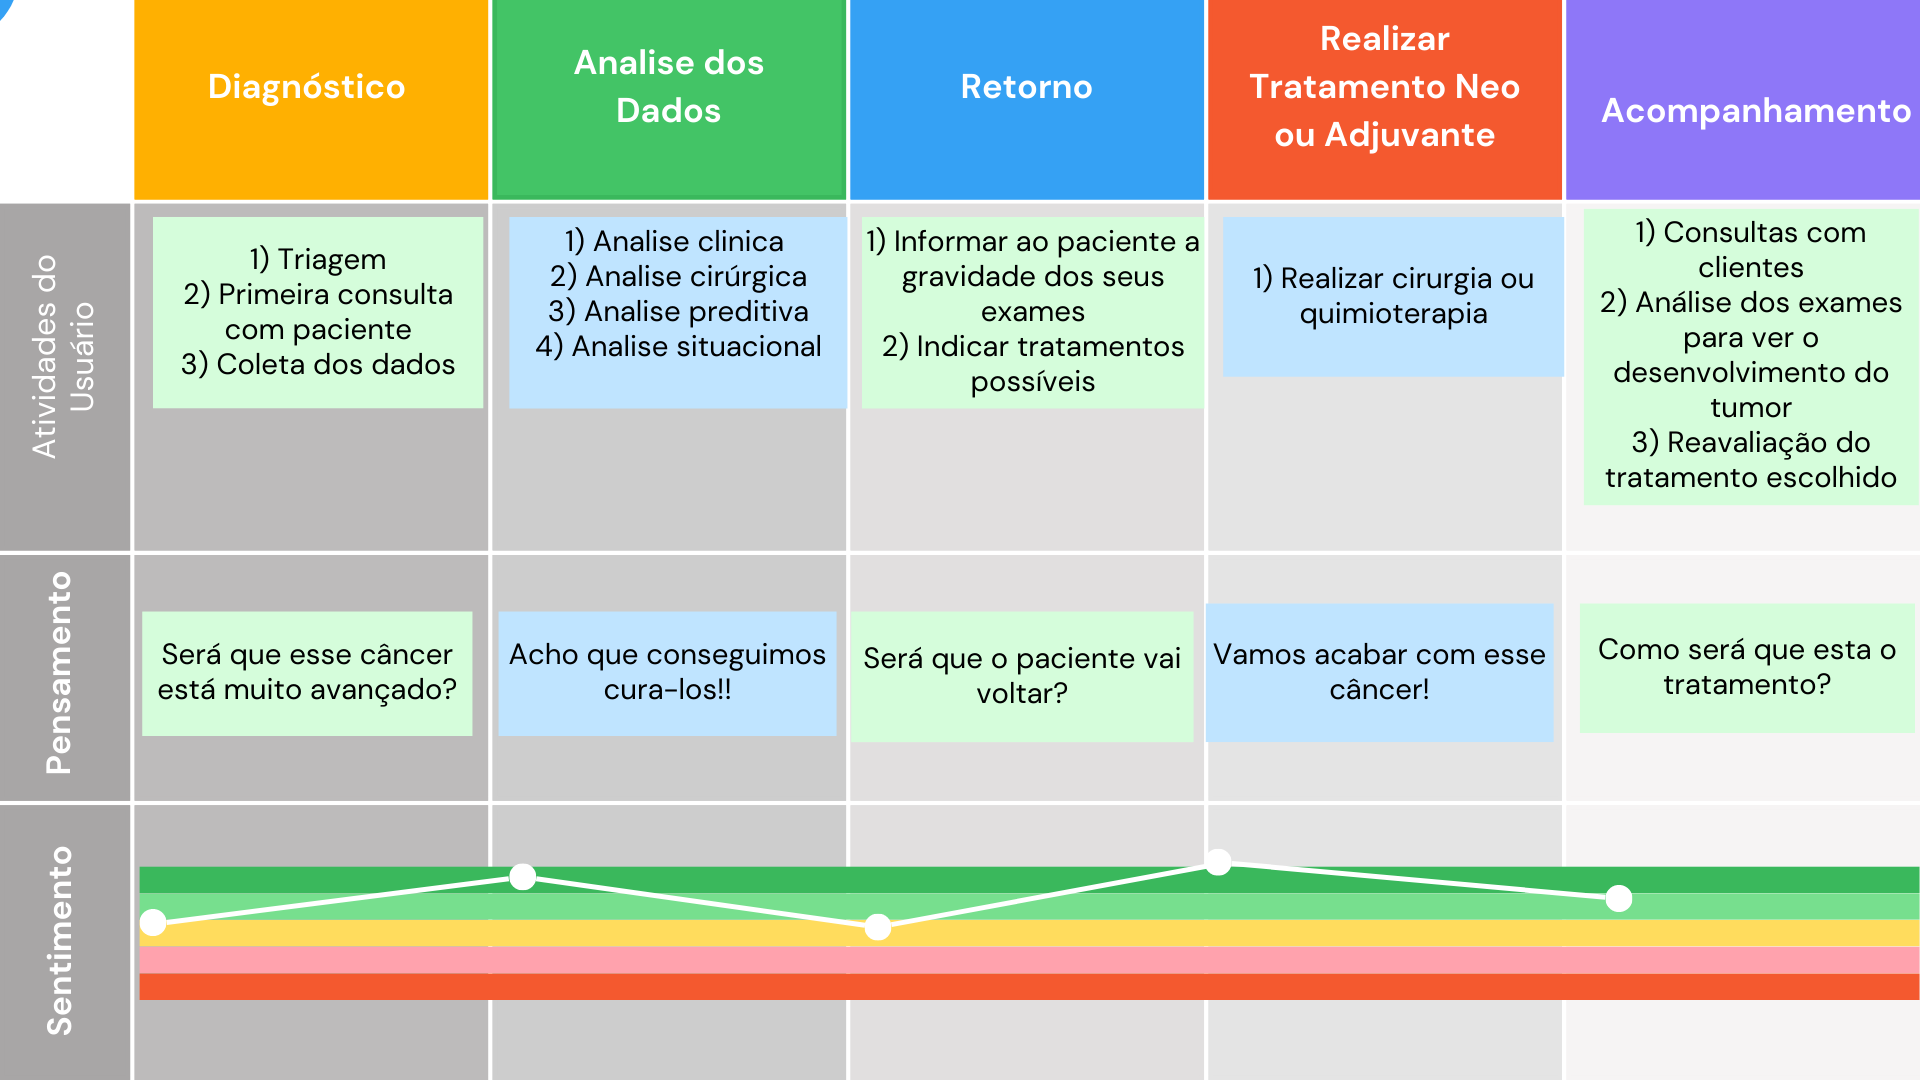 Diagnóstico
Analise dos
Dados
Retorno
Realizar
Tratamento Neo
ou Adjuvante
Acompanhamento
Atividades do
Usuário
1) Triagem
2) Primeira consulta
com paciente
3) Coleta dos dados
1) Analise clinica
2) Analise cirúrgica
3) Analise preditiva
4) Analise situacional
1) Informar ao paciente a
gravidade dos seus
exames
2) Indicar tratamentos
possíveis
1) Realizar cirurgia ou
quimioterapia
1) Consultas com
clientes
2) Análise dos exames
para ver o
desenvolvimento do
tumor
3) Reavaliação do
tratamento escolhido
Pensamento
Será que esse câncer
está muito avançado?
Acho que conseguimos
cura-los!!
Será que o paciente vai
voltar?
Vamos acabar com esse
câncer!
Como será que esta o
tratamento?
Sentimento